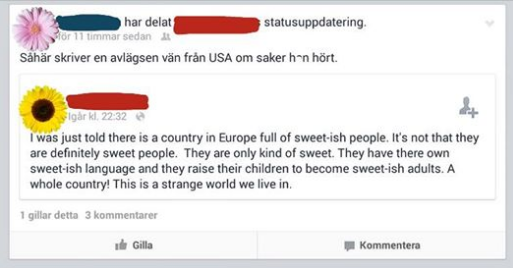 har delat s statusuppdatering.
för 11 timmar sedan
Såhär skriver en avlägsen vän från USA om saker h~n hört.
Igår kl. 22:32
I was just told there is a country in Europe full of sweet-ish people. It's not that they
are definitely sweet people. They are only kind of sweet. They have there own
sweet-ish language and they raise their children to become sweet-ish adults. A
whole country! This is a strange world we live in.
1 gillar detta 3 kommentarer
Gilla Kommentera